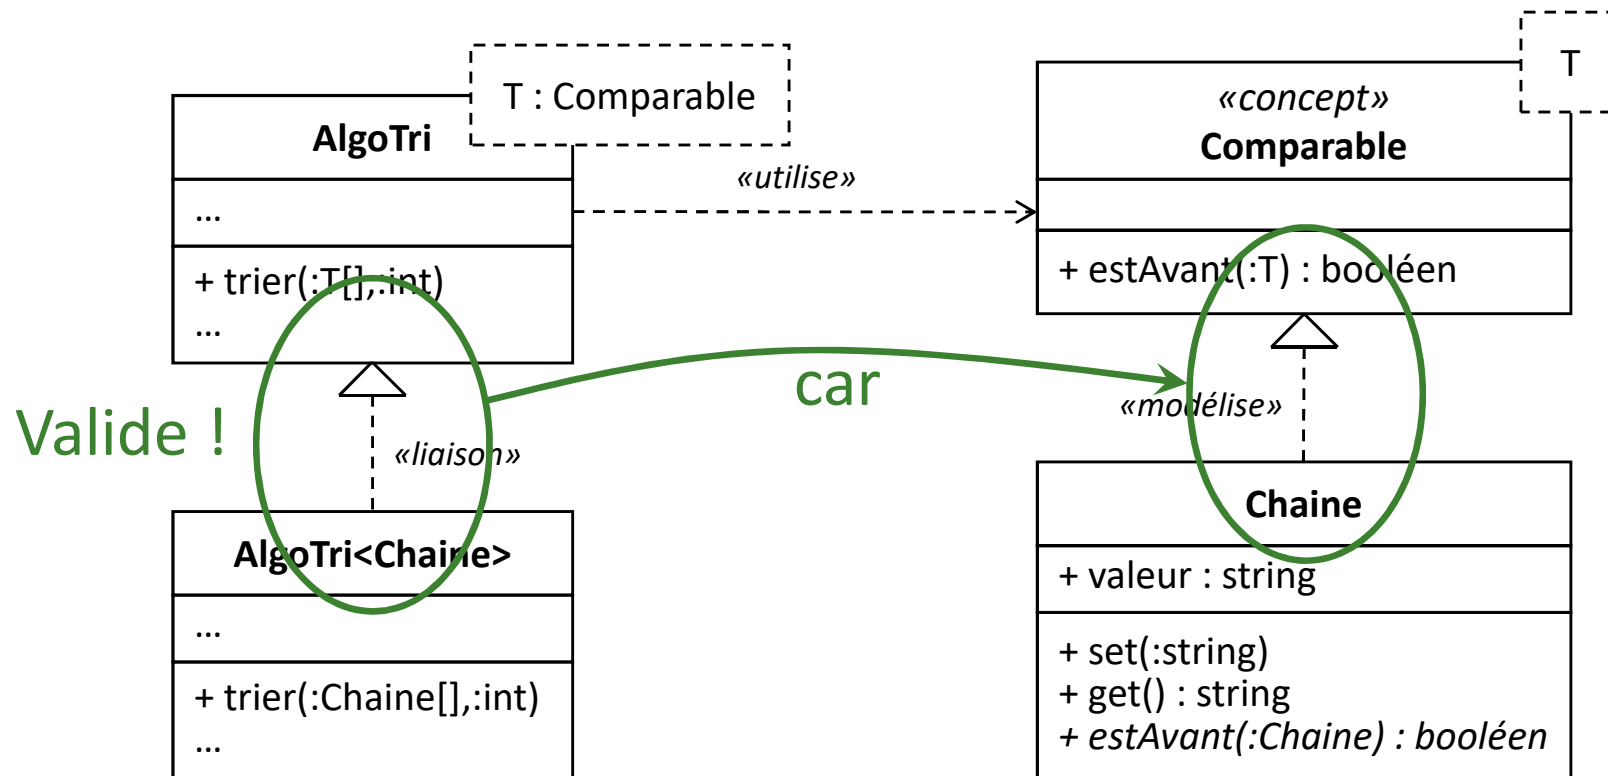 T : Comparable
AlgoTri
...
+ trier(:T[],:int)
...
«utilise»
T
«concept»
Comparable
+ estAvant(:T) : booléen
Valide !
«liaison»
car
«modélise»
AlgoTri<Chaine>
...
+ trier(:Chaine[],:int)
...
Chaine
+ valeur : string
+ set(:string)
+ get() : string
+ estAvant(:Chaine) : booléen